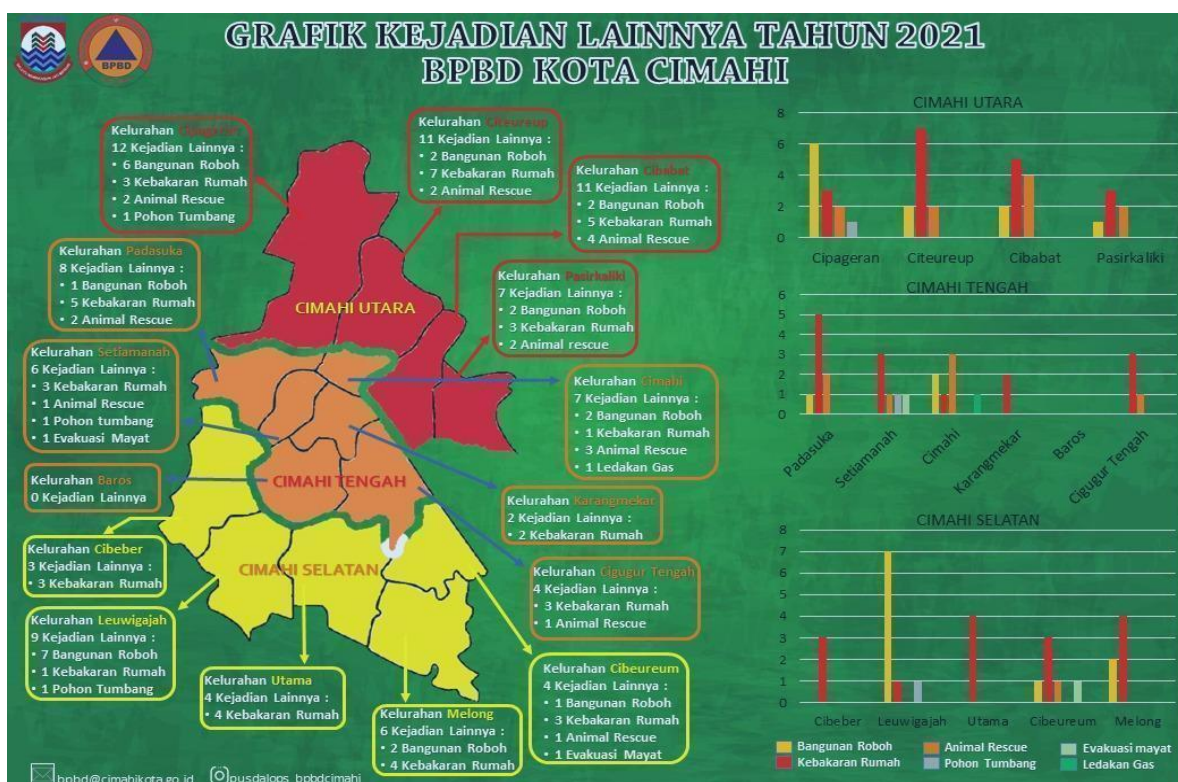 GRAFIK KEJADIAN LAINNYA TAHUN 2021
BPBD KOTA CIMAHI
BPBD
Kelurahan Cipageran
12 Kejadian Lainnya :
• 6 Bangunan Roboh
• 3 Kebakaran Rumah
• 2 Animal Rescue
• 1 Pohon Tumbang
Kelurahan Citeureup
11 Kejadian Lainnya :
• 2 Bangunan Roboh
• 7 Kebakaran Rumah
• 2 Animal Rescue
Kelurahan Cibabat
11 Kejadian Lainnya :
• 2 Bangunan Roboh
• 5 Kebakaran Rumah
• 4 Animal Rescue
Kelurahan Padasuka
8 Kejadian Lainnya :
• 1 Bangunan Roboh
• 5 Kebakaran Rumah
• 2 Animal Rescue
Kelurahan Pasirkaliki
7 Kejadian Lainnya :
• 2 Bangunan Roboh
• 3 Kebakaran Rumah
• 2 Animal rescue
CIMAHI UTARA
Kelurahan Setiamanah
6 Kejadian Lainnya :
• 3 Kebakaran Rumah
• 1 Animal Rescue
• 1 Pohon tumbang
• 1 Evakuasi Mayat
Kelurahan Cimahi
7 Kejadian Lainnya :
• 2 Bangunan Roboh
• 1 Kebakaran Rumah
• 3 Animal Rescue
• 1 Ledakan Gas
Kelurahan Baros
0 Kejadian Lainnya
CIMAHI TENGAH
Kelurahan Karangmekar
2 Kejadian Lainnya :
• 2 Kebakaran Rumah
Kelurahan Cibeber
3 Kejadian Lainnya :
• 3 Kebakaran Rumah
CIMAHI SELATAN
Kelurahan Cigugur Tengah
4 Kejadian Lainnya :
• 3 Kebakaran Rumah
• 1 Animal Rescue
Kelurahan Leuwigajah
9 Kejadian Lainnya :
• 7 Bangunan Roboh
• 1 Kebakaran Rumah
• 1 Pohon Tumbang
Kelurahan Utama
4 Kejadian Lainnya :
• 4 Kebakaran Rumah
Kelurahan Melong
6 Kejadian Lainnya :
• 2 Bangunan Roboh
• 4 Kebakaran Rumah
Kelurahan Cibeureum
4 Kejadian Lainnya :
• 1 Bangunan Roboh
• 3 Kebakaran Rumah
• 1 Animal Rescue
• 1 Evakuasi Mayat
bpbd@cimahikota.go.id pusdalops_bpbdcimahi
CIMAHI UTARA
8
6
4
2
0
Cipageran Citeureup Cibabat Pasirkaliki
CIMAHI TENGAH
6
5
4
3
2
1
0
Padasuka Setiamanah Cimahi Karangmekar Baros Cigugur Tengah
CIMAHI SELATAN
8
7
6
5
4
3
2
1
0
Cibeber Leuwigajah Utama Cibeureum Melong
Bangunan Roboh Animal Rescue Evakuasi mayat
Kebakaran Rumah Pohon Tumbang Ledakan Gas